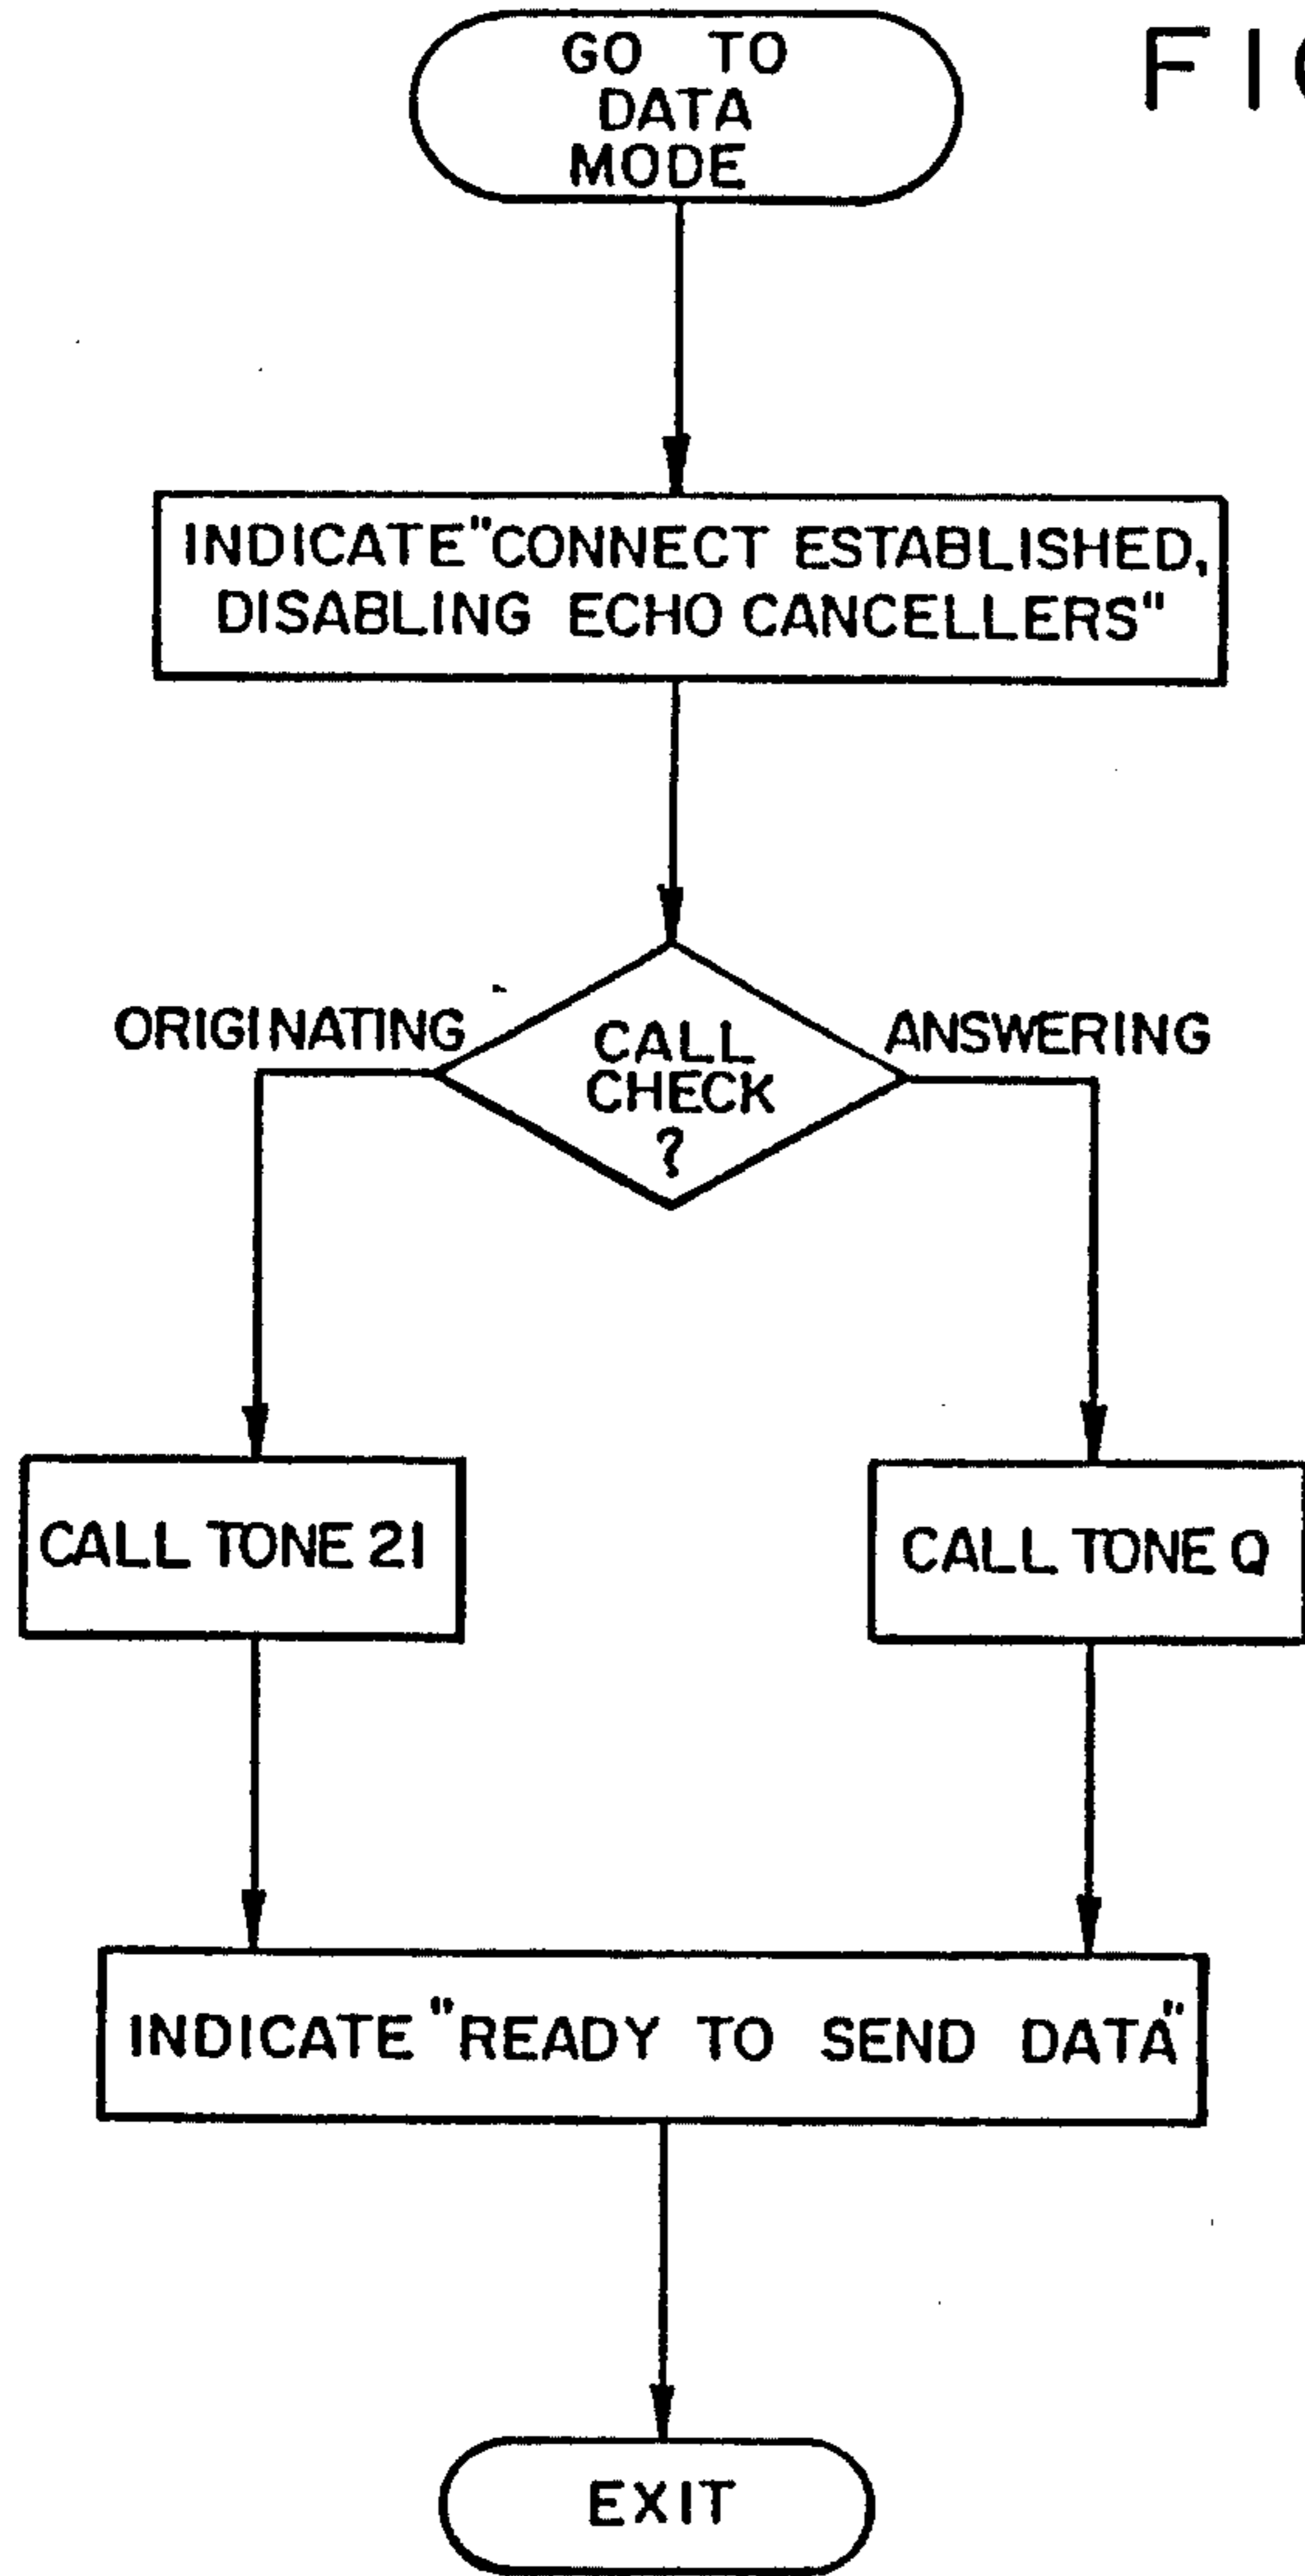 GO TO
DATA
MODE
INDICATE "CONNECT ESTABLISHED,
DISABLING ECHO CANCELLERS"
ORIGINATING
CALL
CHECK
?
ANSWERING
CALL TONE 21
CALL TONE Q
INDICATE "READY TO SEND DATA"
EXIT